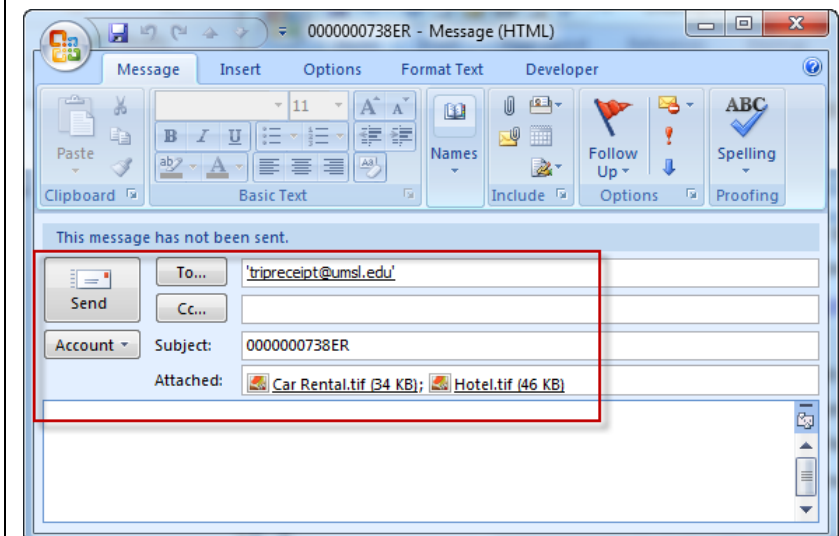 0000000738ER - Message (HTML)
Message Insert Options Format Text Developer
Paste
Clipboard
11
B I U
Basic Text
Names
Include
Follow Up
Options
ABC
Spelling
Proofing
This message has not been sent.
Send
To... 'tripreceipt@umsl.edu'
Cc...
Account
Subject: 0000000738ER
Attached: Car Rental.tif (34 KB); Hotel.tif (46 KB)